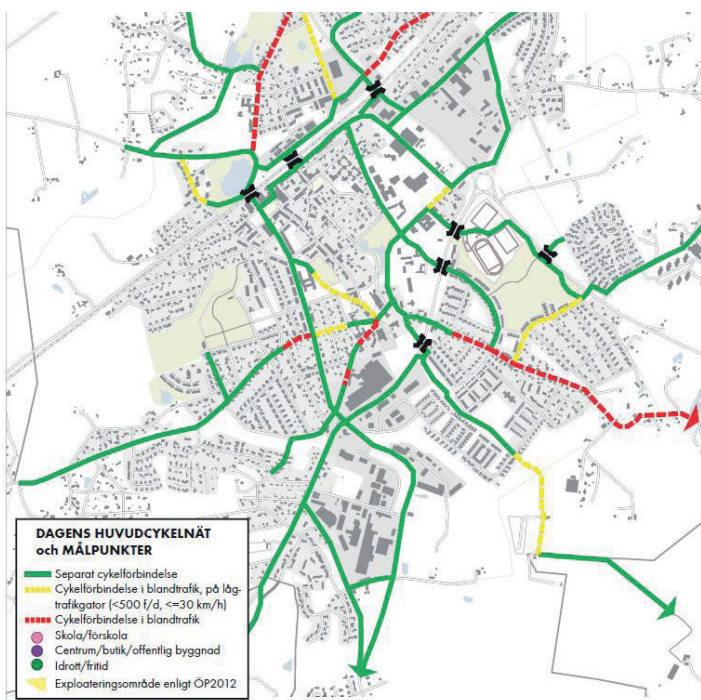 DAGENS HUVUDCYKELNÄT
och MÅLPUNKTER
Separat cykelförbindelse
Cykelförbindelse i blandtrafik, på låg-
trafikgator (<500 f/d, <=30 km/h)
Cykelförbindelse i blandtrafik
Skola/förskola
Centrum/butik/offentlig byggnad
Idrott/fritid
Exploateringsområde enligt ÖP2012